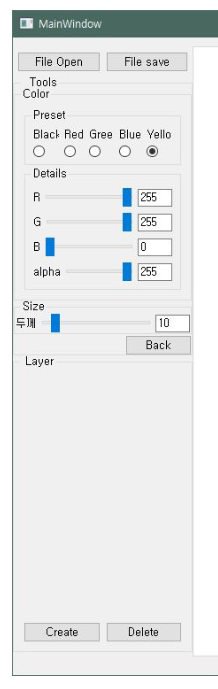 MainWindow
File Open File save
Tools
Color
Preset
Black Red Gree Blue Yello
Details
R 255
G 255
B 0
alpha 255
Size
두께 10
Back
Layer
Create Delete